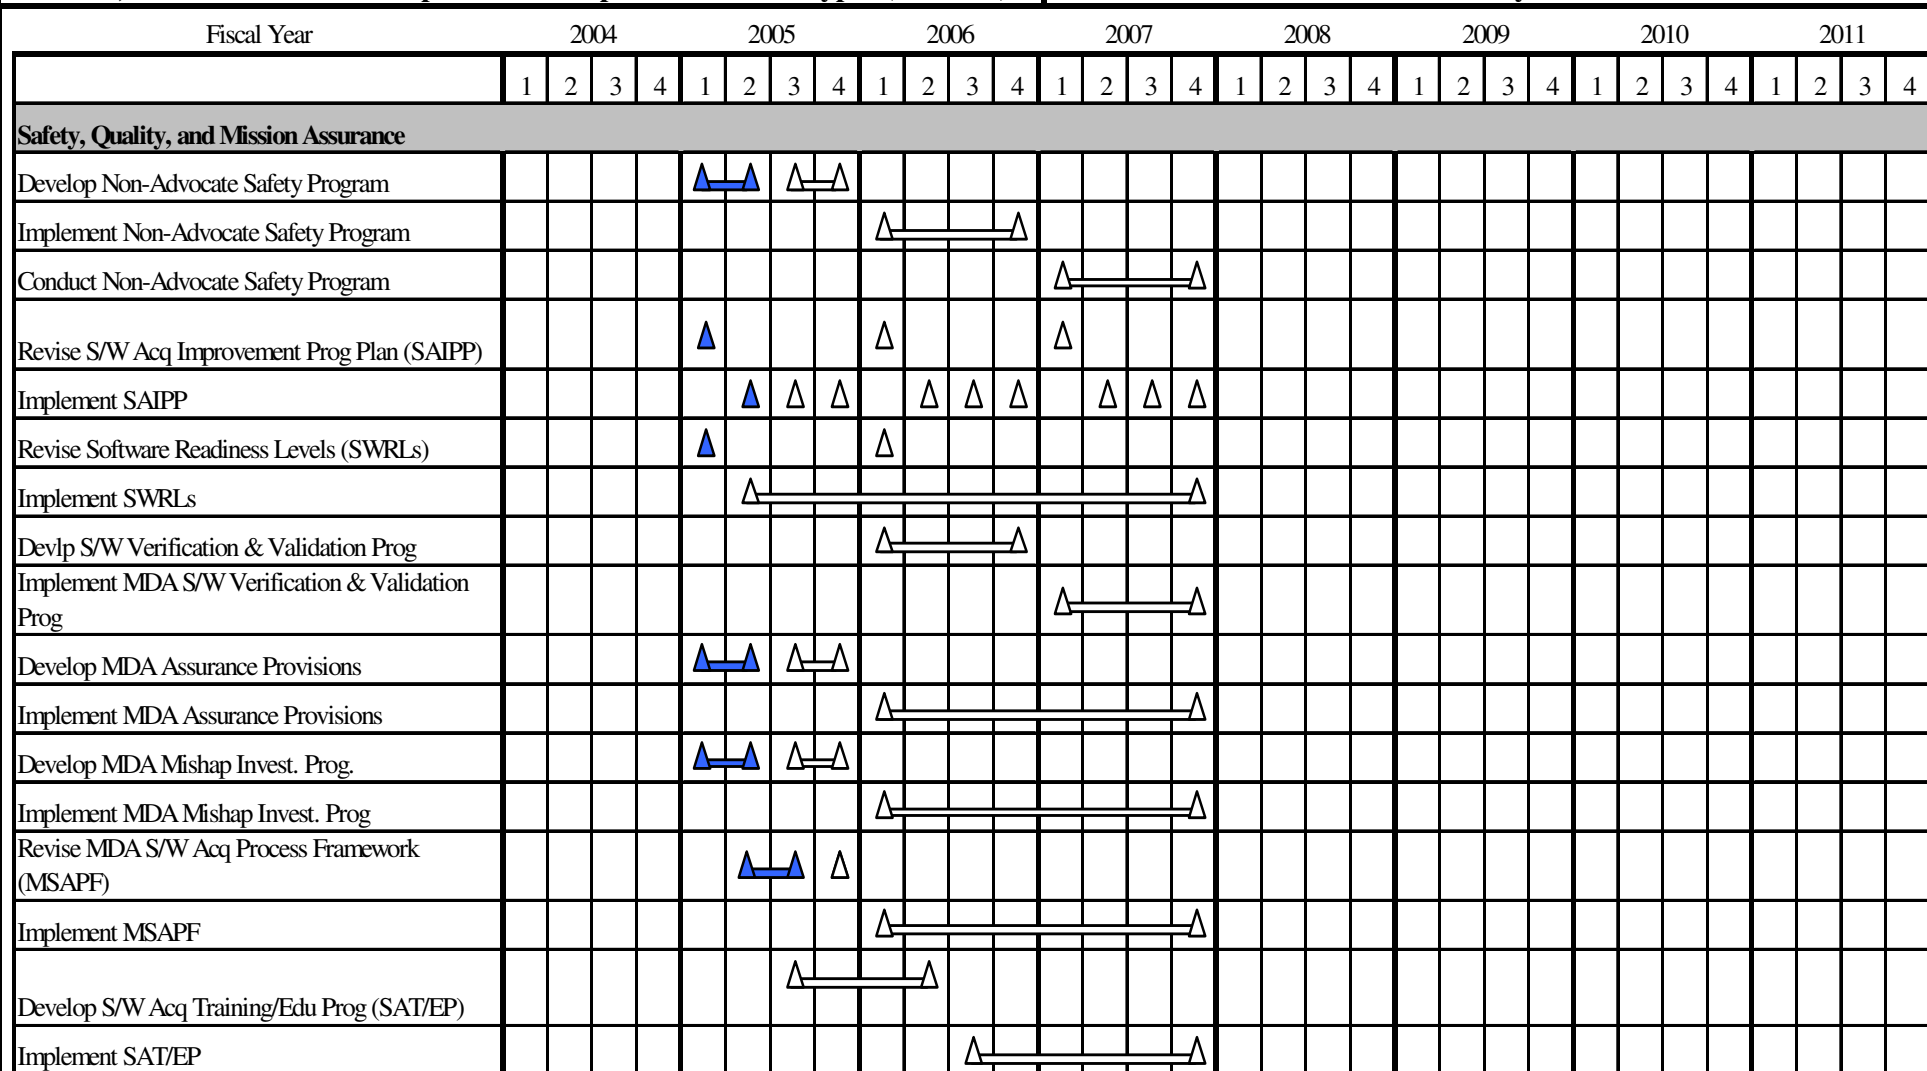 Fiscal Year 2004 2005 2006 2007 2008 2009 2010 2011
1 2 3 4 1 2 3 4 1 2 3 4 1 2 3 4 1 2 3 4 1 2 3 4 1 2 3 4 1 2 3 4
Safety, Quality, and Mission Assurance
Develop Non-Advocate Safety Program
Implement Non-Advocate Safety Program
Conduct Non-Advocate Safety Program
Revise S/W Acq Improvement Prog Plan (SAIPP)
Implement SAIPP
Revise Software Readiness Levels (SWRLs)
Implement SWRLs
Devlp S/W Verification & Validation Prog
Implement MDA S/W Verification & Validation
Prog
Develop MDA Assurance Provisions
Implement MDA Assurance Provisions
Develop MDA Mishap Invest. Prog.
Implement MDA Mishap Invest. Prog
Revise MDA S/W Acq Process Framework
(MSAPF)
Implement MSAPF
Develop S/W Acq Training/Edu Prog (SAT/EP)
Implement SAT/EP